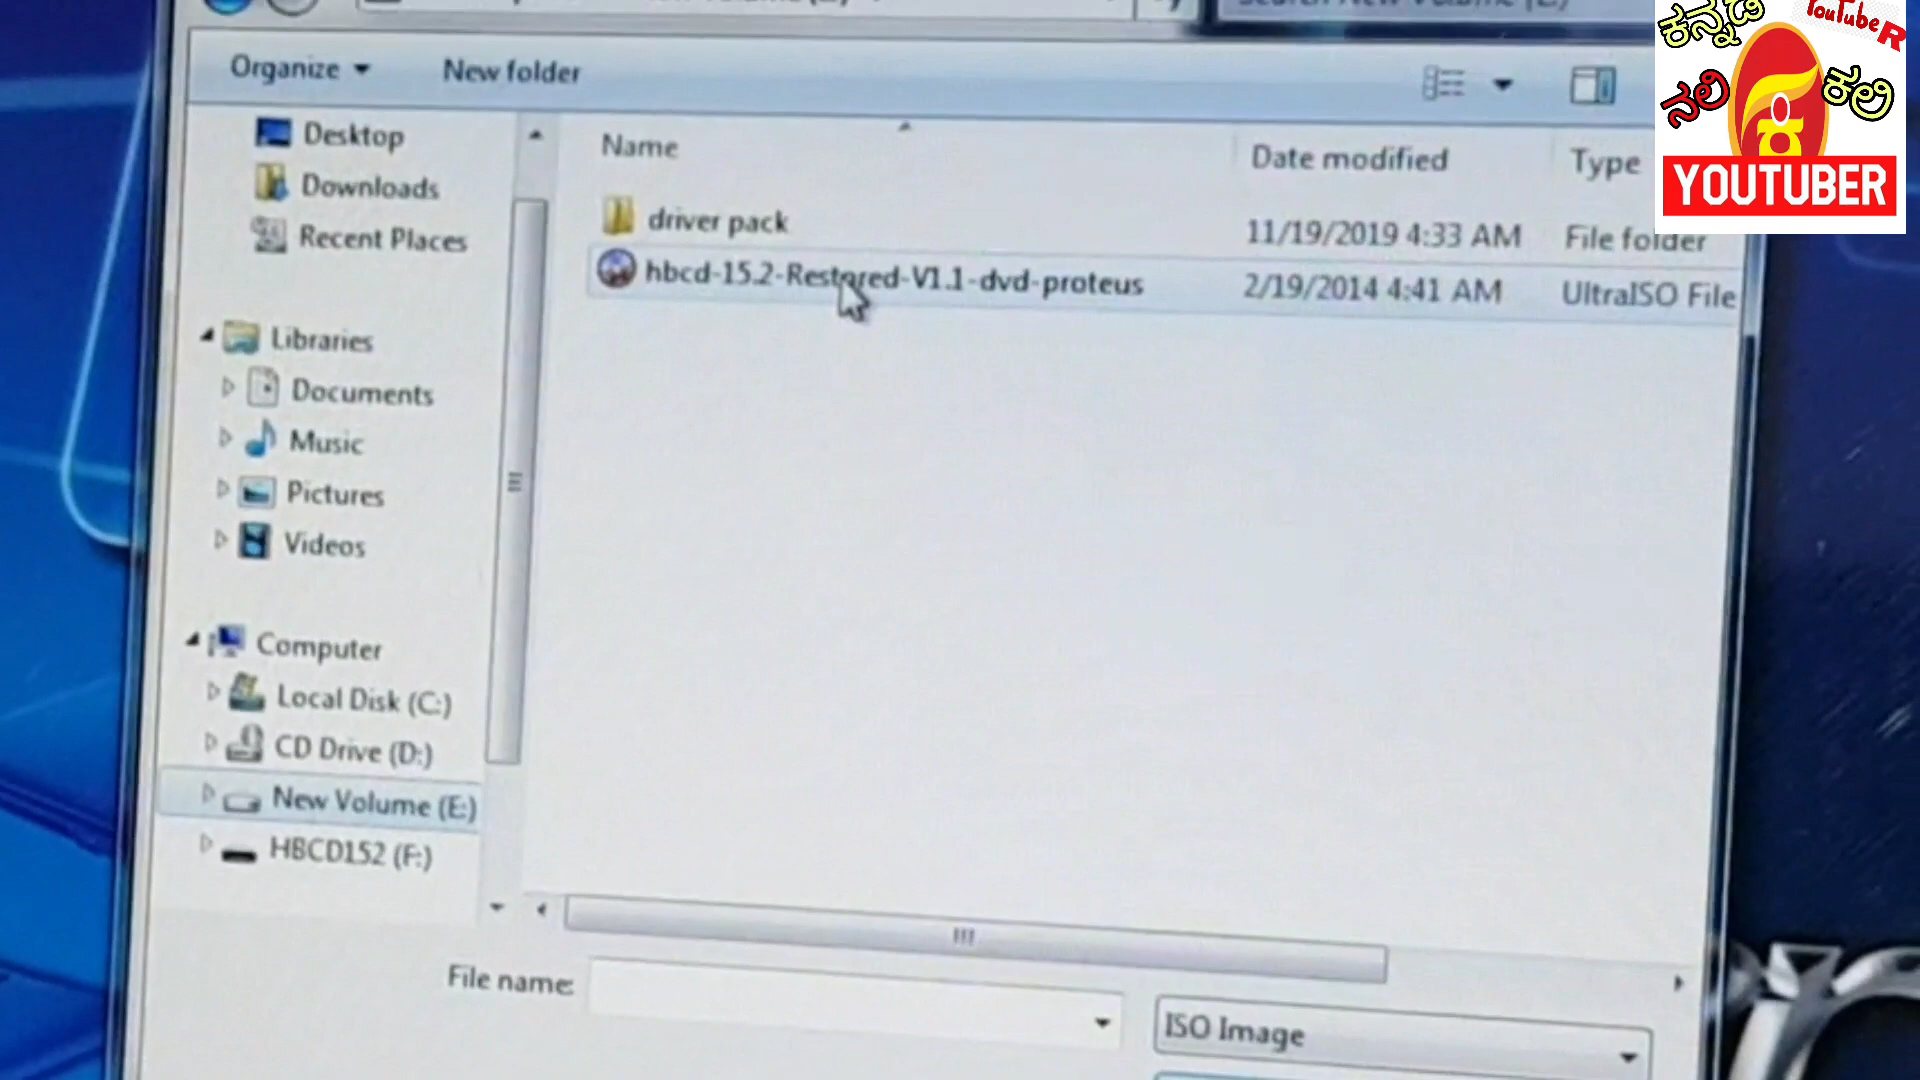 Organize
New folder
ಕನ್ನಡ
YouTubeR
ನಲಿ
ಕಲಿ
ಕ
YOUTUBER
Desktop
Downloads
Recent Places
Libraries
Documents
Music
Pictures
Videos
Computer
Local Disk (C:)
CD Drive (D:)
New Volume (E:)
HBCD152 (F:)
Name
Date modified
Type
driver pack
11/19/2019 4:33 AM
File folder
hbcd-15.2-Restored-V1.1-dvd-proteus
2/19/2014 4:41 AM
UltraISO File
File name:
ISO Image